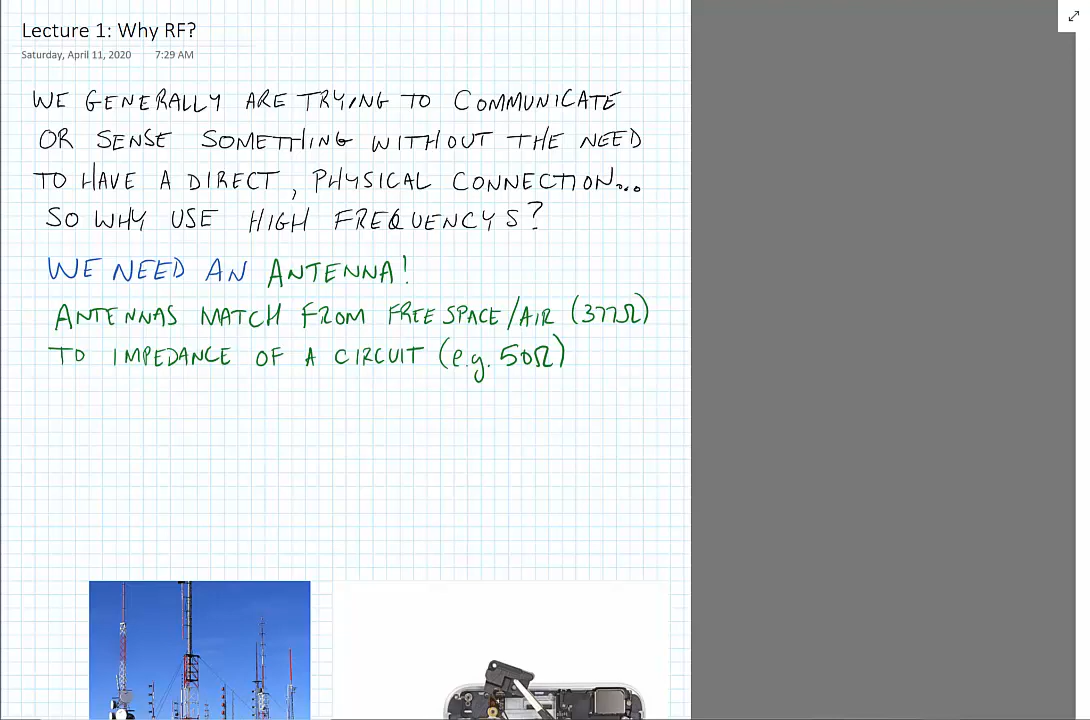 Lecture 1: Why RF?
Saturday, April 11, 2020 7:29 AM
WE GENERALLY ARE TRYING TO COMMUNICATE
OR SENSE SOMETHING WITHOUT THE NEED
TO HAVE A DIRECT, PHYSICAL CONNECTION...
SO WHY USE HIGH FREQUENCYS?
WE NEED AN ANTENNA!
ANTENNAS MATCH FROM FREE SPACE/AIR (377Ω)
TO IMPEDANCE OF A CIRCUIT (e.g. 50Ω)